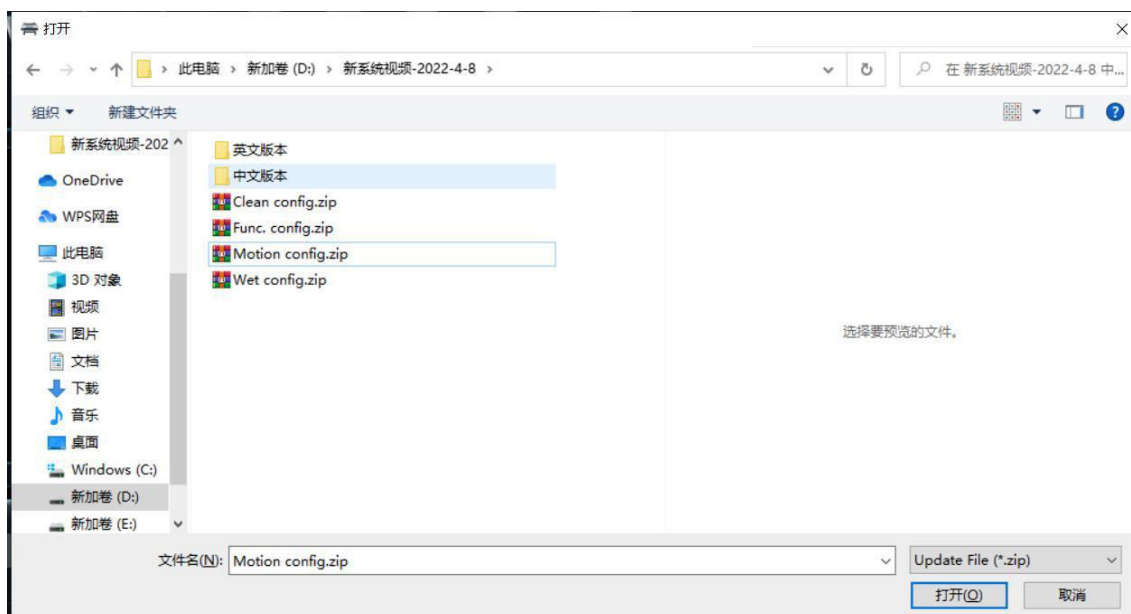 打开
此电脑 › 新加卷 (D:) › 新系统视频-2022-4-8 ›
在 新系统视频-2022-4-8 中...
组织 新建文件夹
新系统视频-202
OneDrive
WPS网盘
此电脑
3D 对象
视频
图片
文档
下载
音乐
桌面
Windows (C:)
新加卷 (D:)
新加卷 (E:)
英文版本
中文版本
Clean config.zip
Func. config.zip
Motion config.zip
Wet config.zip
选择要预览的文件。
文件名(N): Motion config.zip
Update File (*.zip)
打开(O) 取消